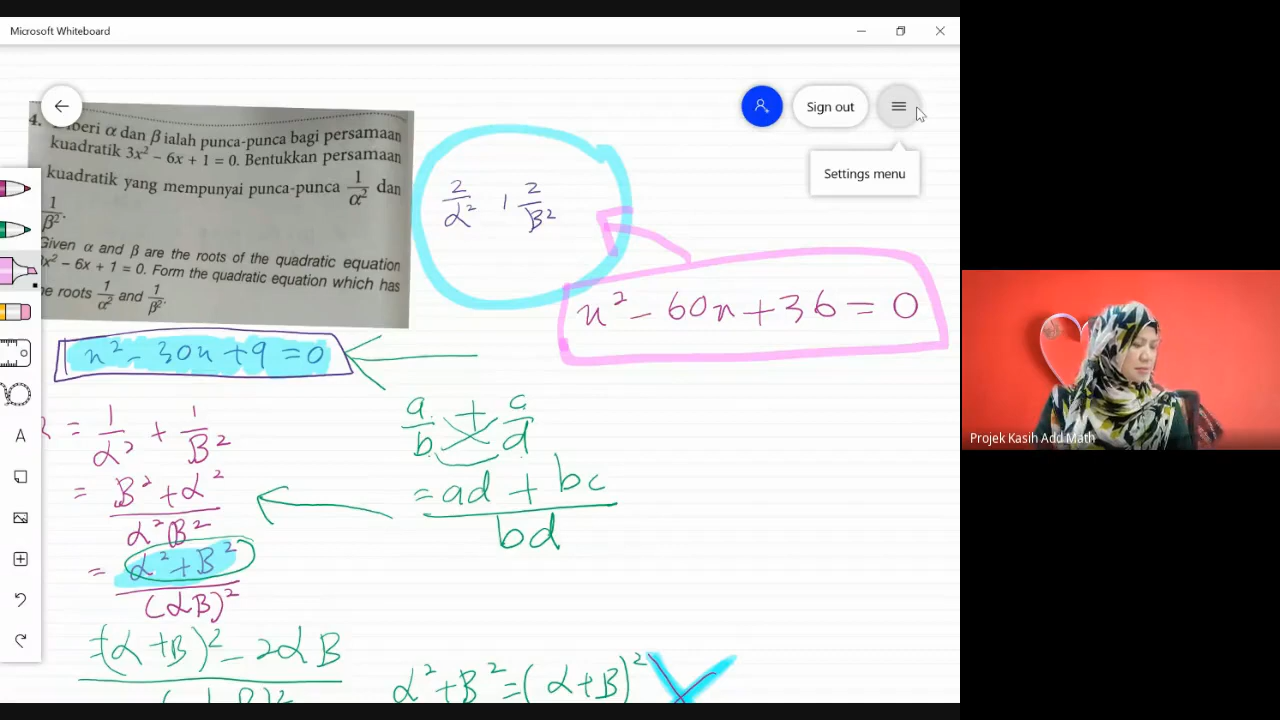 Microsoft Whiteboard
Sign out
Settings menu
4. beri α dan β ialah punca-punca bagi persamaan
kuadratik 3x² – 6x + 1 = 0. Bentukkan persamaan
kuadratik yang mempunyai punca-punca 1/α² dan
1/β².
Given α and β are the roots of the quadratic equation
x² – 6x + 1 = 0. Form the quadratic equation which has
e roots 1/α² and 1/β².
2/α² , 2/β²
x² – 60x + 36 = 0
x² – 30x + 9 = 0
= 1/α² + 1/β²
= β² + α² / α²β²
= α² + β² / (αβ)²
(α + β)² – 2αβ
a/b + c/d
= ad + bc / bd
α² + β² = (α + β)²
A
Projek Kasih Add Math